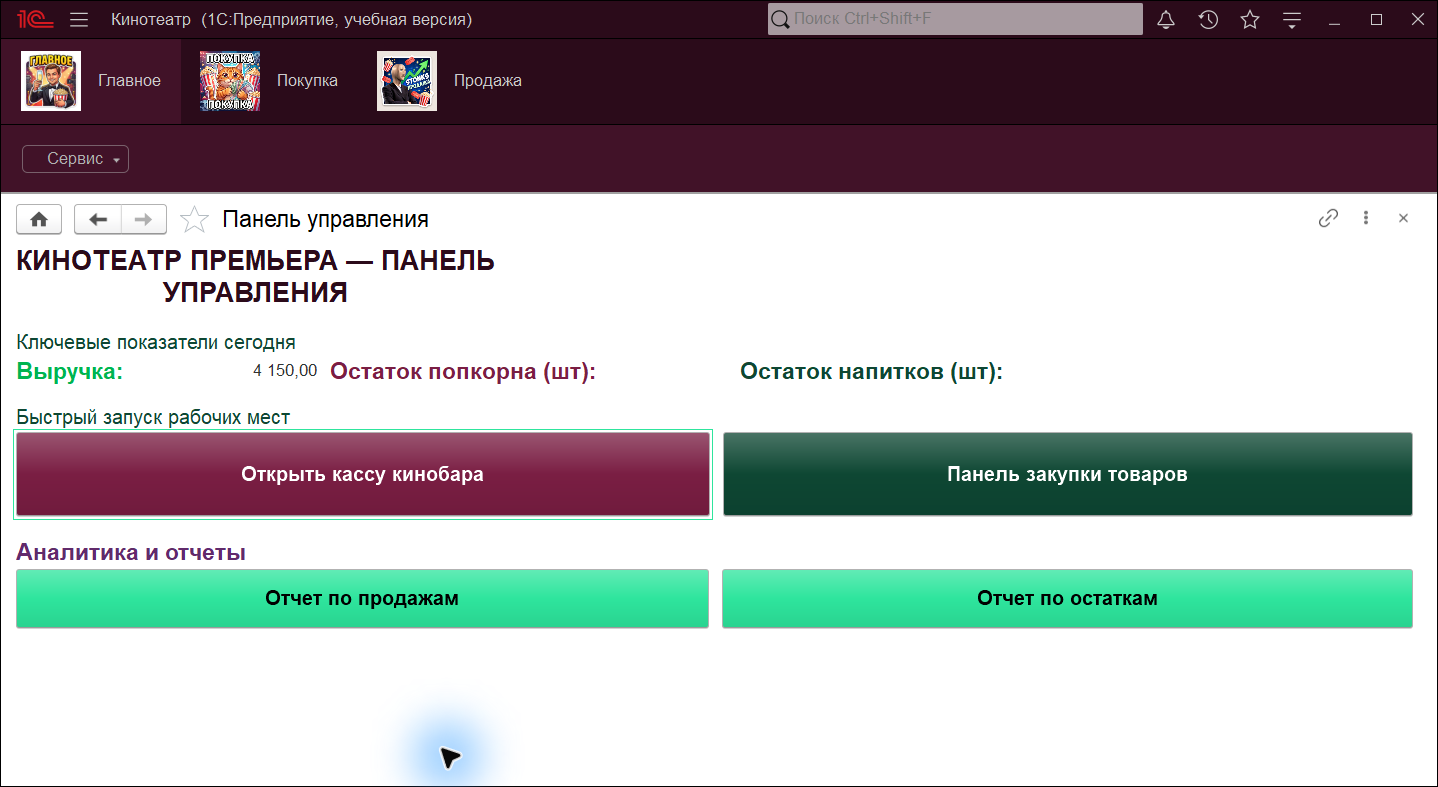 1С Кинотеатр (1С:Предприятие, учебная версия) Поиск Ctrl+Shift+F
ГЛАВНОЕ Главное ПОКУПКА ПОКУПКА Покупка STONKS ПРОДАЖА Продажа
Сервис
Панель управления
КИНОТЕАТР ПРЕМЬЕРА — ПАНЕЛЬ
УПРАВЛЕНИЯ
Ключевые показатели сегодня
Выручка: 4 150,00 Остаток попкорна (шт): Остаток напитков (шт):
Быстрый запуск рабочих мест
Открыть кассу кинобара Панель закупки товаров
Аналитика и отчеты
Отчет по продажам Отчет по остаткам